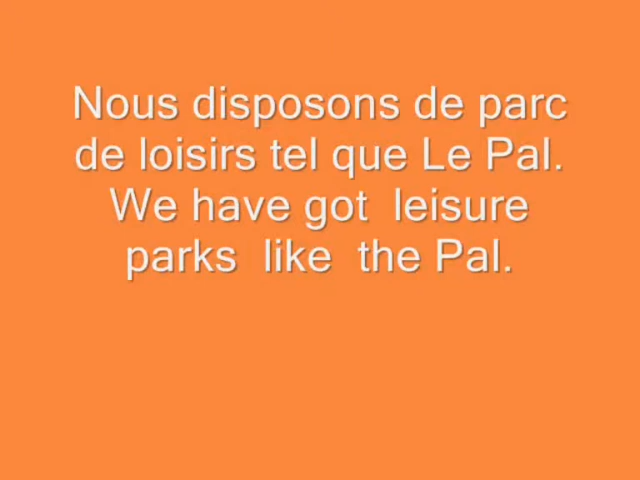 Nous disposons de parc
de loisirs tel que Le Pal.
We have got  leisure
parks  like  the Pal.